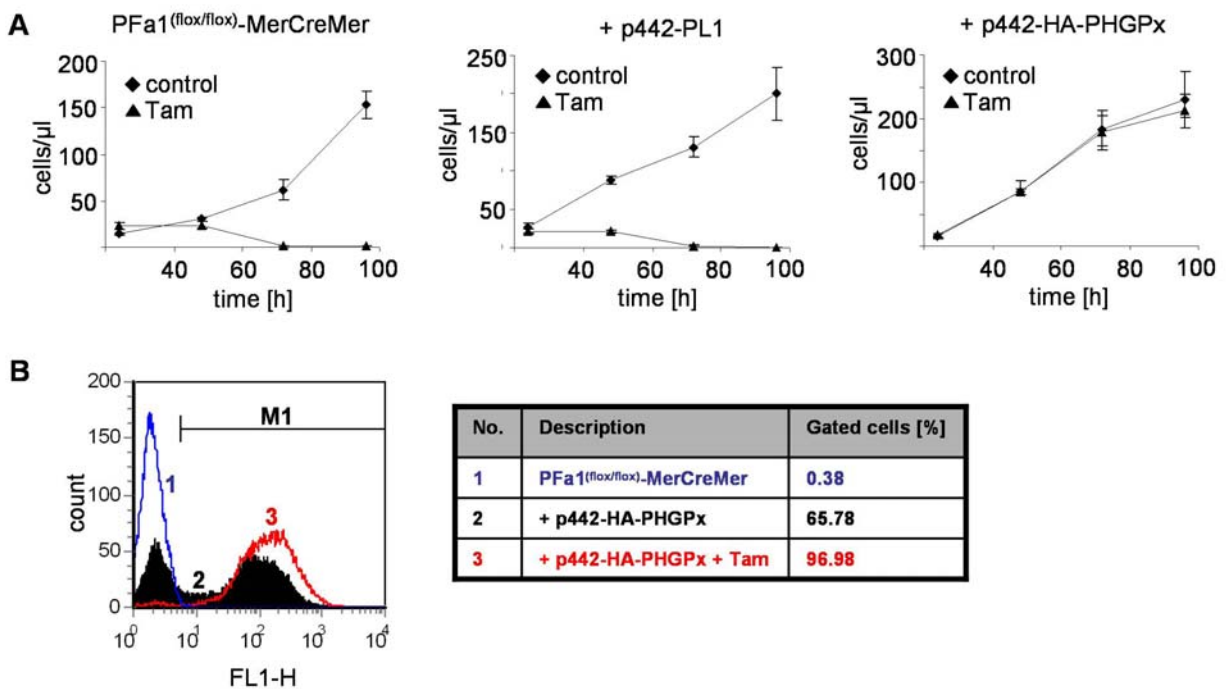 A
PFa1(flox/flox)-MerCreMer
+ p442-PL1
+ p442-HA-PHGPx
200
150
100
50
cells/µl
◆ control
▲ Tam
40 60 80 100
time [h]
250
150
50
cells/µl
◆ control
▲ Tam
40 60 80 100
time [h]
300
200
100
cells/µl
◆ control
▲ Tam
40 60 80 100
time [h]
B
200
150
100
50
0
count
M1
1
2
3
10^0 10^1 10^2 10^3 10^4
FL1-H
No. Description Gated cells [%]
1 PFa1(flox/flox)-MerCreMer 0.38
2 + p442-HA-PHGPx 65.78
3 + p442-HA-PHGPx + Tam 96.98